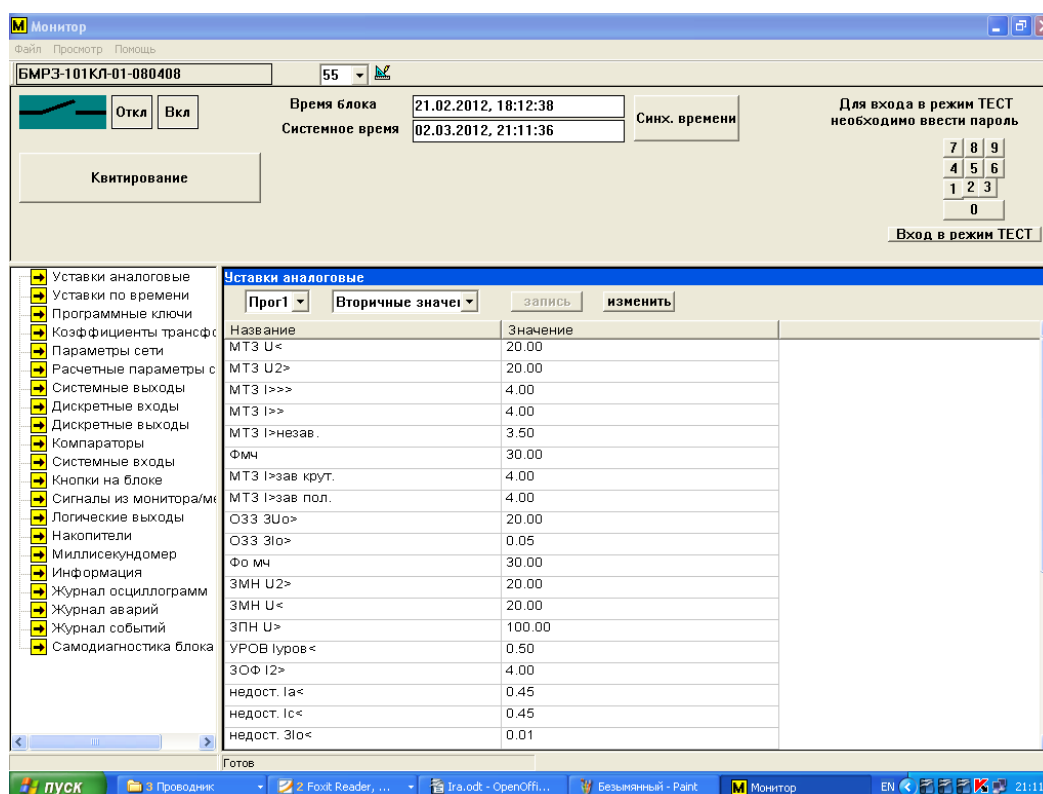 Монитор
Файл Просмотр Помощь
БМРЗ-101КЛ-01-080408
55
Откл Вкл
Время блока 21.02.2012, 18:12:38
Системное время 02.03.2012, 21:11:36
Синх. времени
Для входа в режим ТЕСТ
необходимо ввести пароль
7 8 9
4 5 6
1 2 3
0
Вход в режим ТЕСТ
Квитирование
Уставки аналоговые
Уставки по времени
Программные ключи
Коэффициенты трансфо
Параметры сети
Расчетные параметры с
Системные выходы
Дискретные входы
Дискретные выходы
Компараторы
Системные входы
Кнопки на блоке
Сигналы из монитора/ме
Логические выходы
Накопители
Миллисекундомер
Информация
Журнал осциллограмм
Журнал аварий
Журнал событий
Самодиагностика блока
Уставки аналоговые
Прог1 Вторичные значеı запись изменить
Название Значение
МТЗ U< 20.00
МТЗ U2> 20.00
МТЗ I>>> 4.00
МТЗ I>> 4.00
МТЗ I>незав. 3.50
Фмч 30.00
МТЗ I>зав крут. 4.00
МТЗ I>зав пол. 4.00
ОЗЗ 3Uo> 20.00
ОЗЗ 3Io> 0.05
Фо мч 30.00
ЗМН U2> 20.00
ЗМН U< 20.00
ЗПН U> 100.00
УРОВ Iуров< 0.50
ЗОФ I2> 4.00
недост. Ia< 0.45
недост. Ic< 0.45
недост. 3Io< 0.01
Готов
пуск
3 Проводник
2 Foxit Reader, ...
Ira.odt - OpenOffi...
Безымянный - Paint
Монитор
EN
21:11